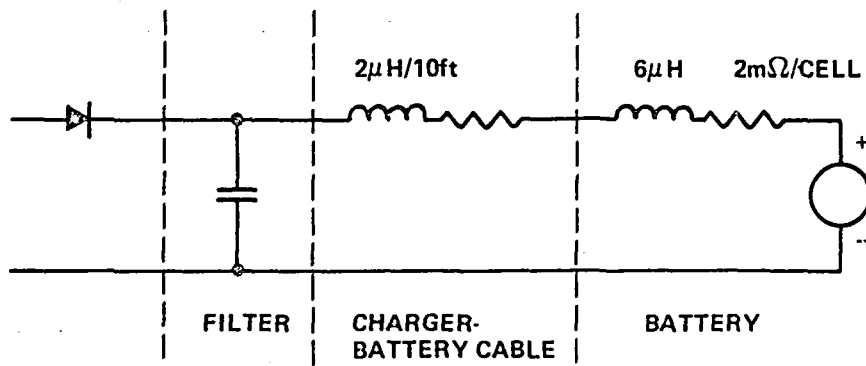 2μH/10ft
6μH
2mΩ/CELL
+
-
FILTER
CHARGER-
BATTERY CABLE
BATTERY